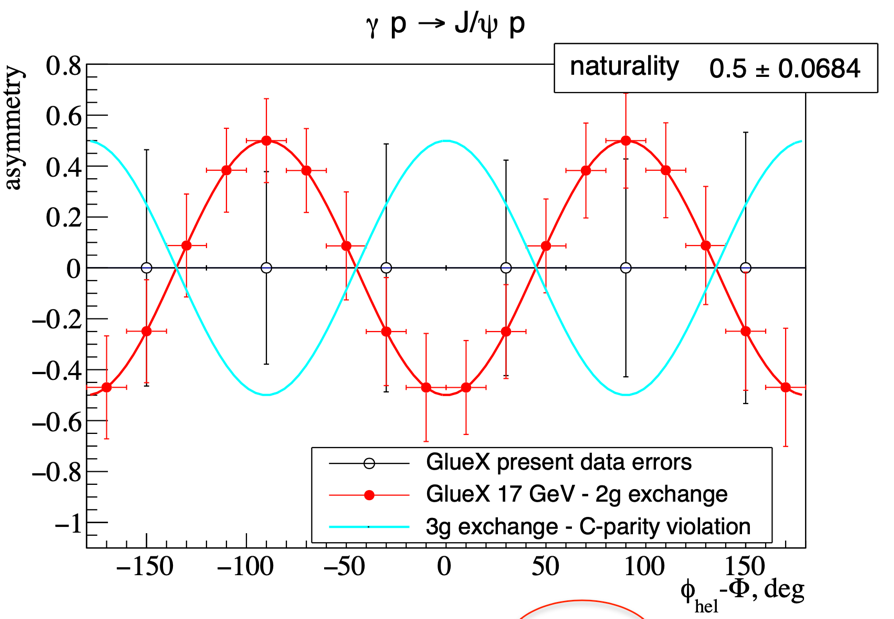 γ p → J/ψ p
naturality 0.5 ± 0.0684
asymmetry
0.8
0.6
0.4
0.2
0
−0.2
−0.4
−0.6
−0.8
−1
GlueX present data errors
GlueX 17 GeV - 2g exchange
3g exchange - C-parity violation
−150 −100 −50 0 50 100 150
ϕhel-Φ, deg